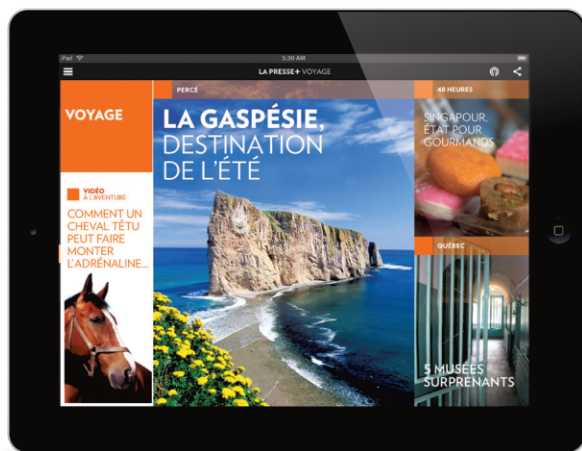 iPad
5:30 AM
LA PRESSE+ VOYAGE
VOYAGE
VIDÉO
À L'AVENTURE
COMMENT UN
CHEVAL TÊTU
PEUT FAIRE
MONTER
L'ADRÉNALINE...
PERCÉ
LA GASPÉSIE,
DESTINATION
DE L'ÉTÉ
48 HEURES
SINGAPOUR,
ÉTAT POUR
GOURMANDS
QUÉBEC
5 MUSÉES
SURPRENANTS